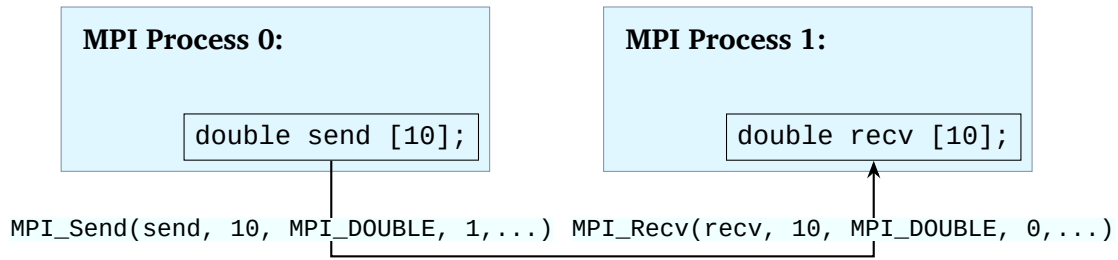 MPI Process 0:
double send [10];
MPI Process 1:
double recv [10];
MPI_Send(send, 10, MPI_DOUBLE, 1,...)
MPI_Recv(recv, 10, MPI_DOUBLE, 0,...)